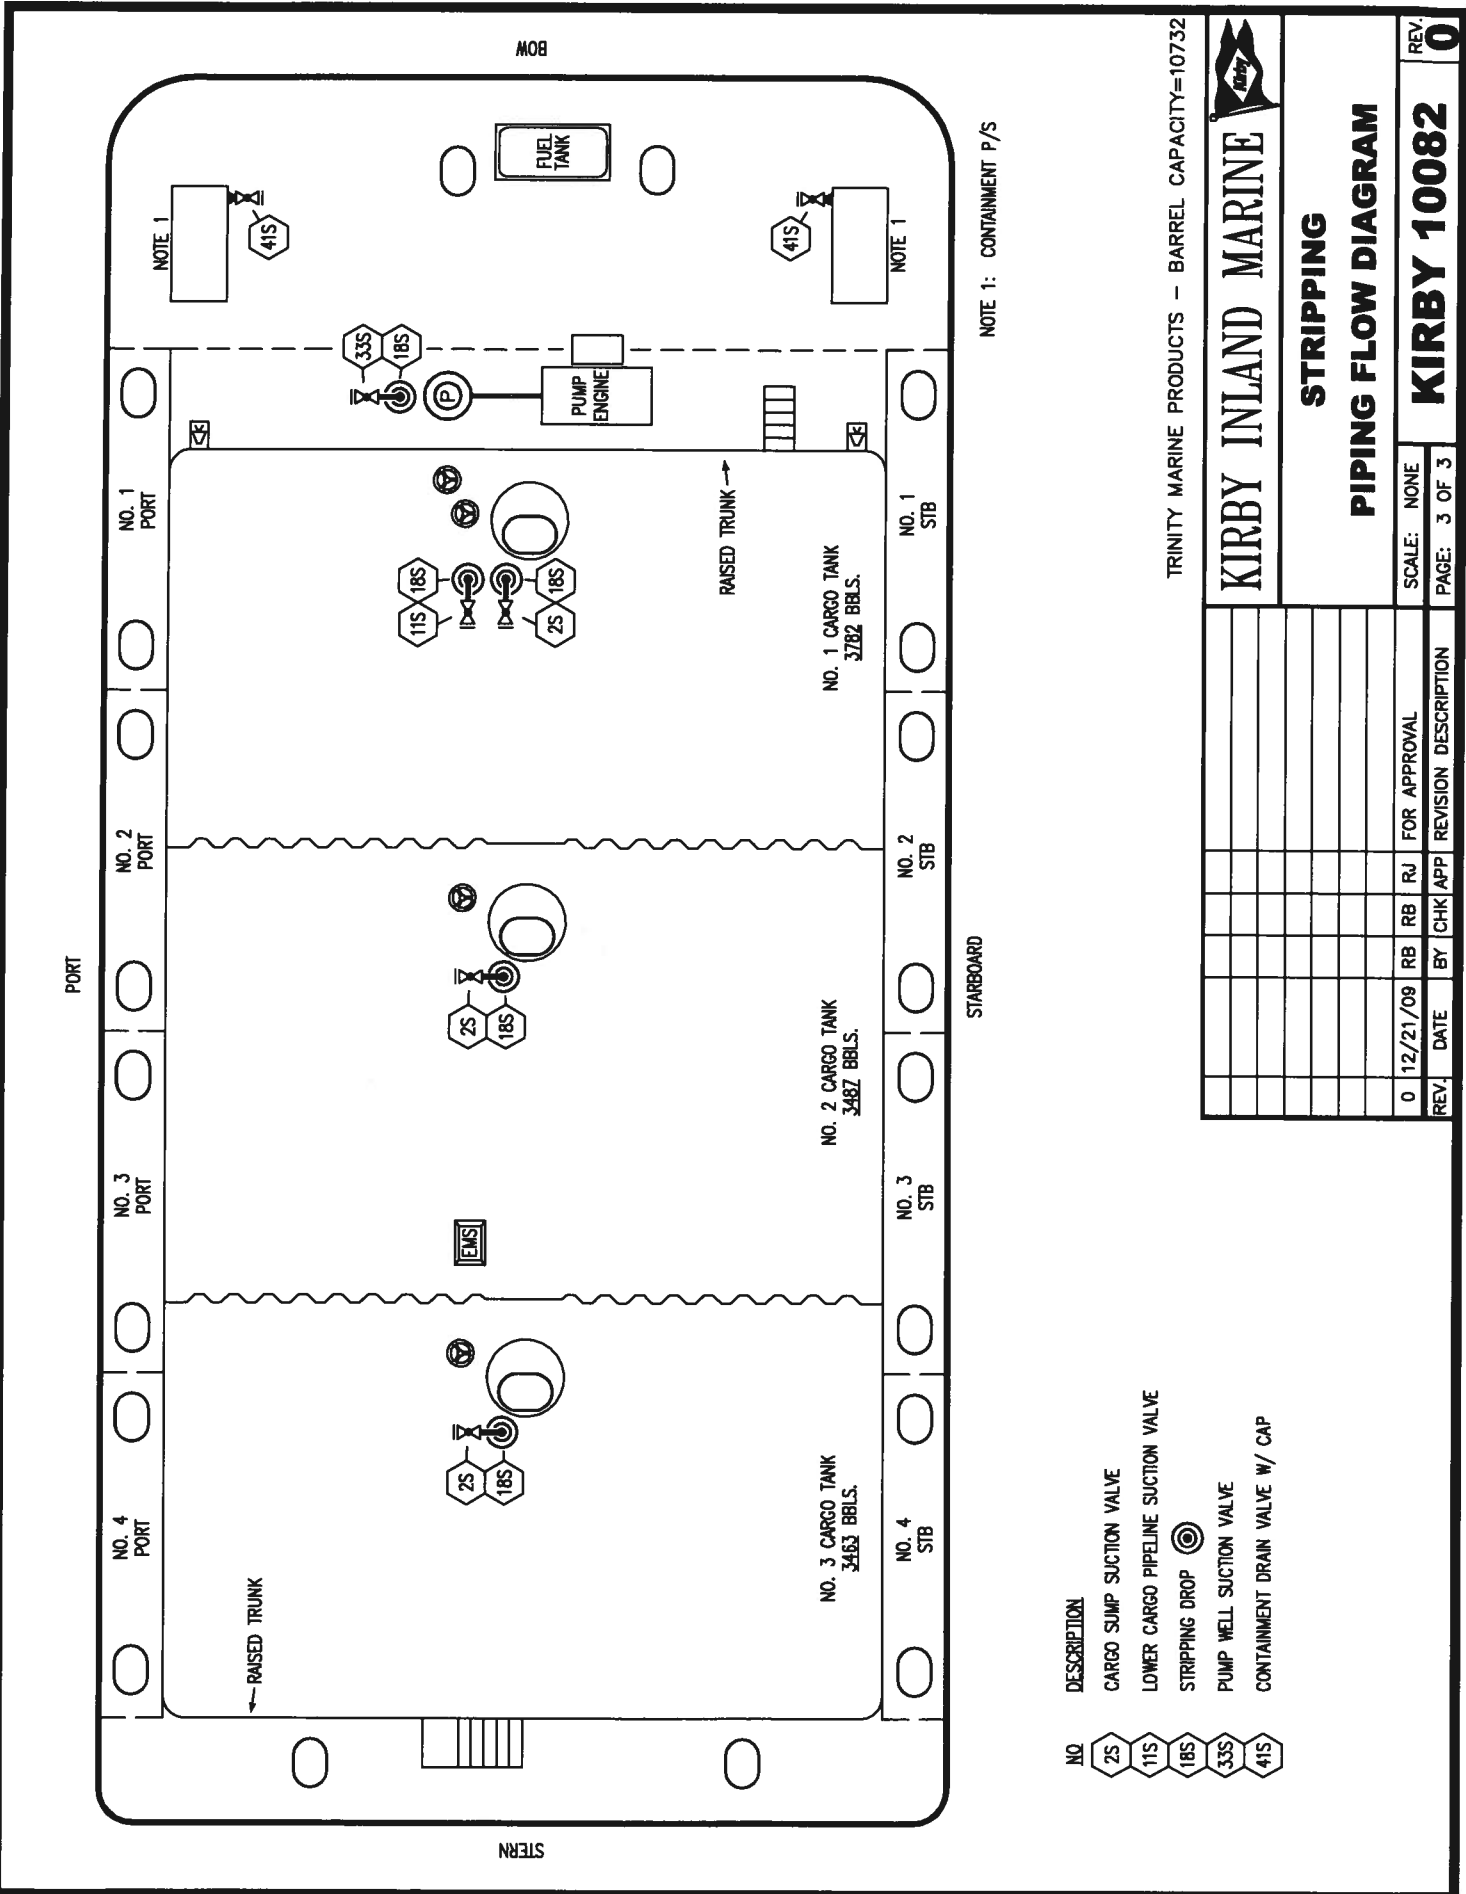 PORT
NO. 4
PORT
NO. 3
PORT
NO. 2
PORT
NO. 1
PORT
NOTE 1
41S
33S
18S
RAISED TRUNK
STERN
BOW
2S
18S
EMS
2S
18S
11S
18S
2S
18S
P
PUMP
ENGINE
FUEL
TANK
RAISED TRUNK
41S
NOTE 1
NO. 3 CARGO TANK
3463 BBLS.
NO. 2 CARGO TANK
3487 BBLS.
NO. 1 CARGO TANK
3782 BBLS.
NO. 4
STB
NO. 3
STB
NO. 2
STB
NO. 1
STB
STARBOARD
NOTE 1: CONTAINMENT P/S
NO DESCRIPTION
2S CARGO SUMP SUCTION VALVE
11S LOWER CARGO PIPELINE SUCTION VALVE
18S STRIPPING DROP
33S PUMP WELL SUCTION VALVE
41S CONTAINMENT DRAIN VALVE W/ CAP
TRINITY MARINE PRODUCTS - BARREL CAPACITY=10732
KIRBY INLAND MARINE
Kirby
STRIPPING
PIPING FLOW DIAGRAM
0 12/21/09 RB RB RJ FOR APPROVAL
REV. DATE BY CHK APP REVISION DESCRIPTION
SCALE: NONE
PAGE: 3 OF 3
KIRBY 10082
REV.
0